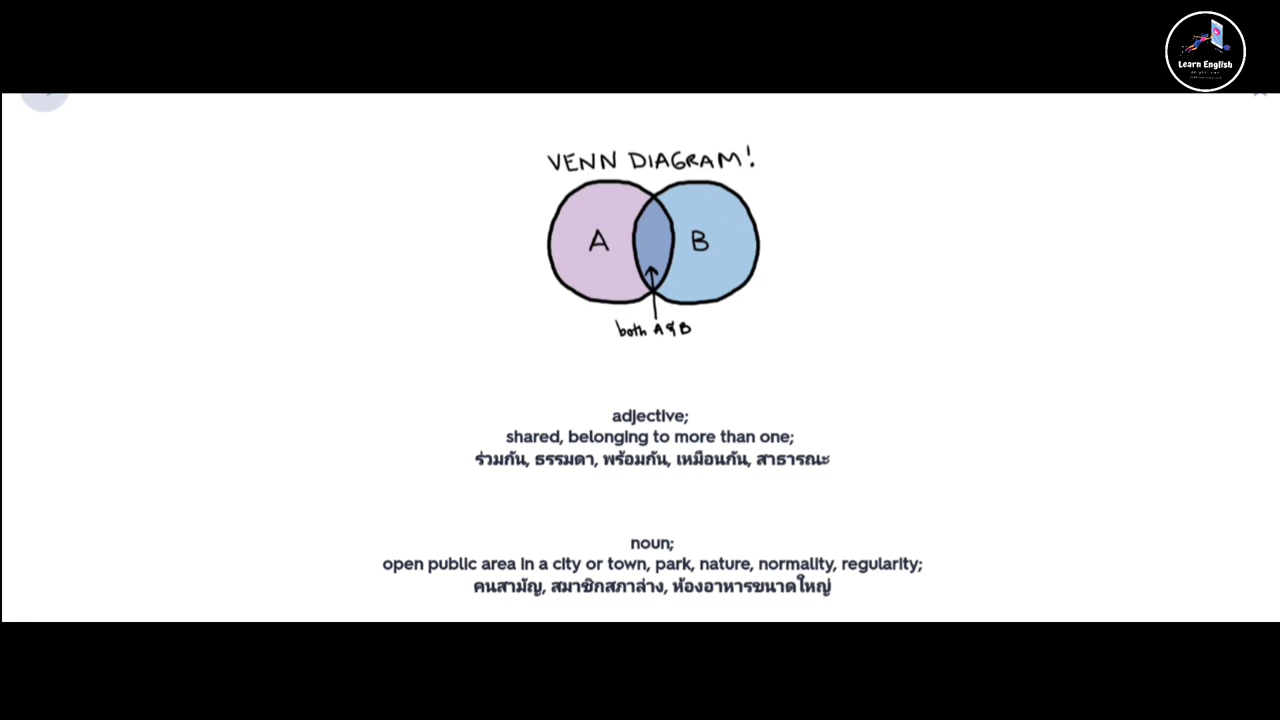 Learn English
VENN DIAGRAM!
A
B
both A & B
adjective;
shared, belonging to more than one;
ร่วมกัน, ธรรมดา, พร้อมกัน, เหมือนกัน, สาธารณะ
noun;
open public area in a city or town, park, nature, normality, regularity;
คนสามัญ, สมาชิกสภาล่าง, ห้องอาหารขนาดใหญ่